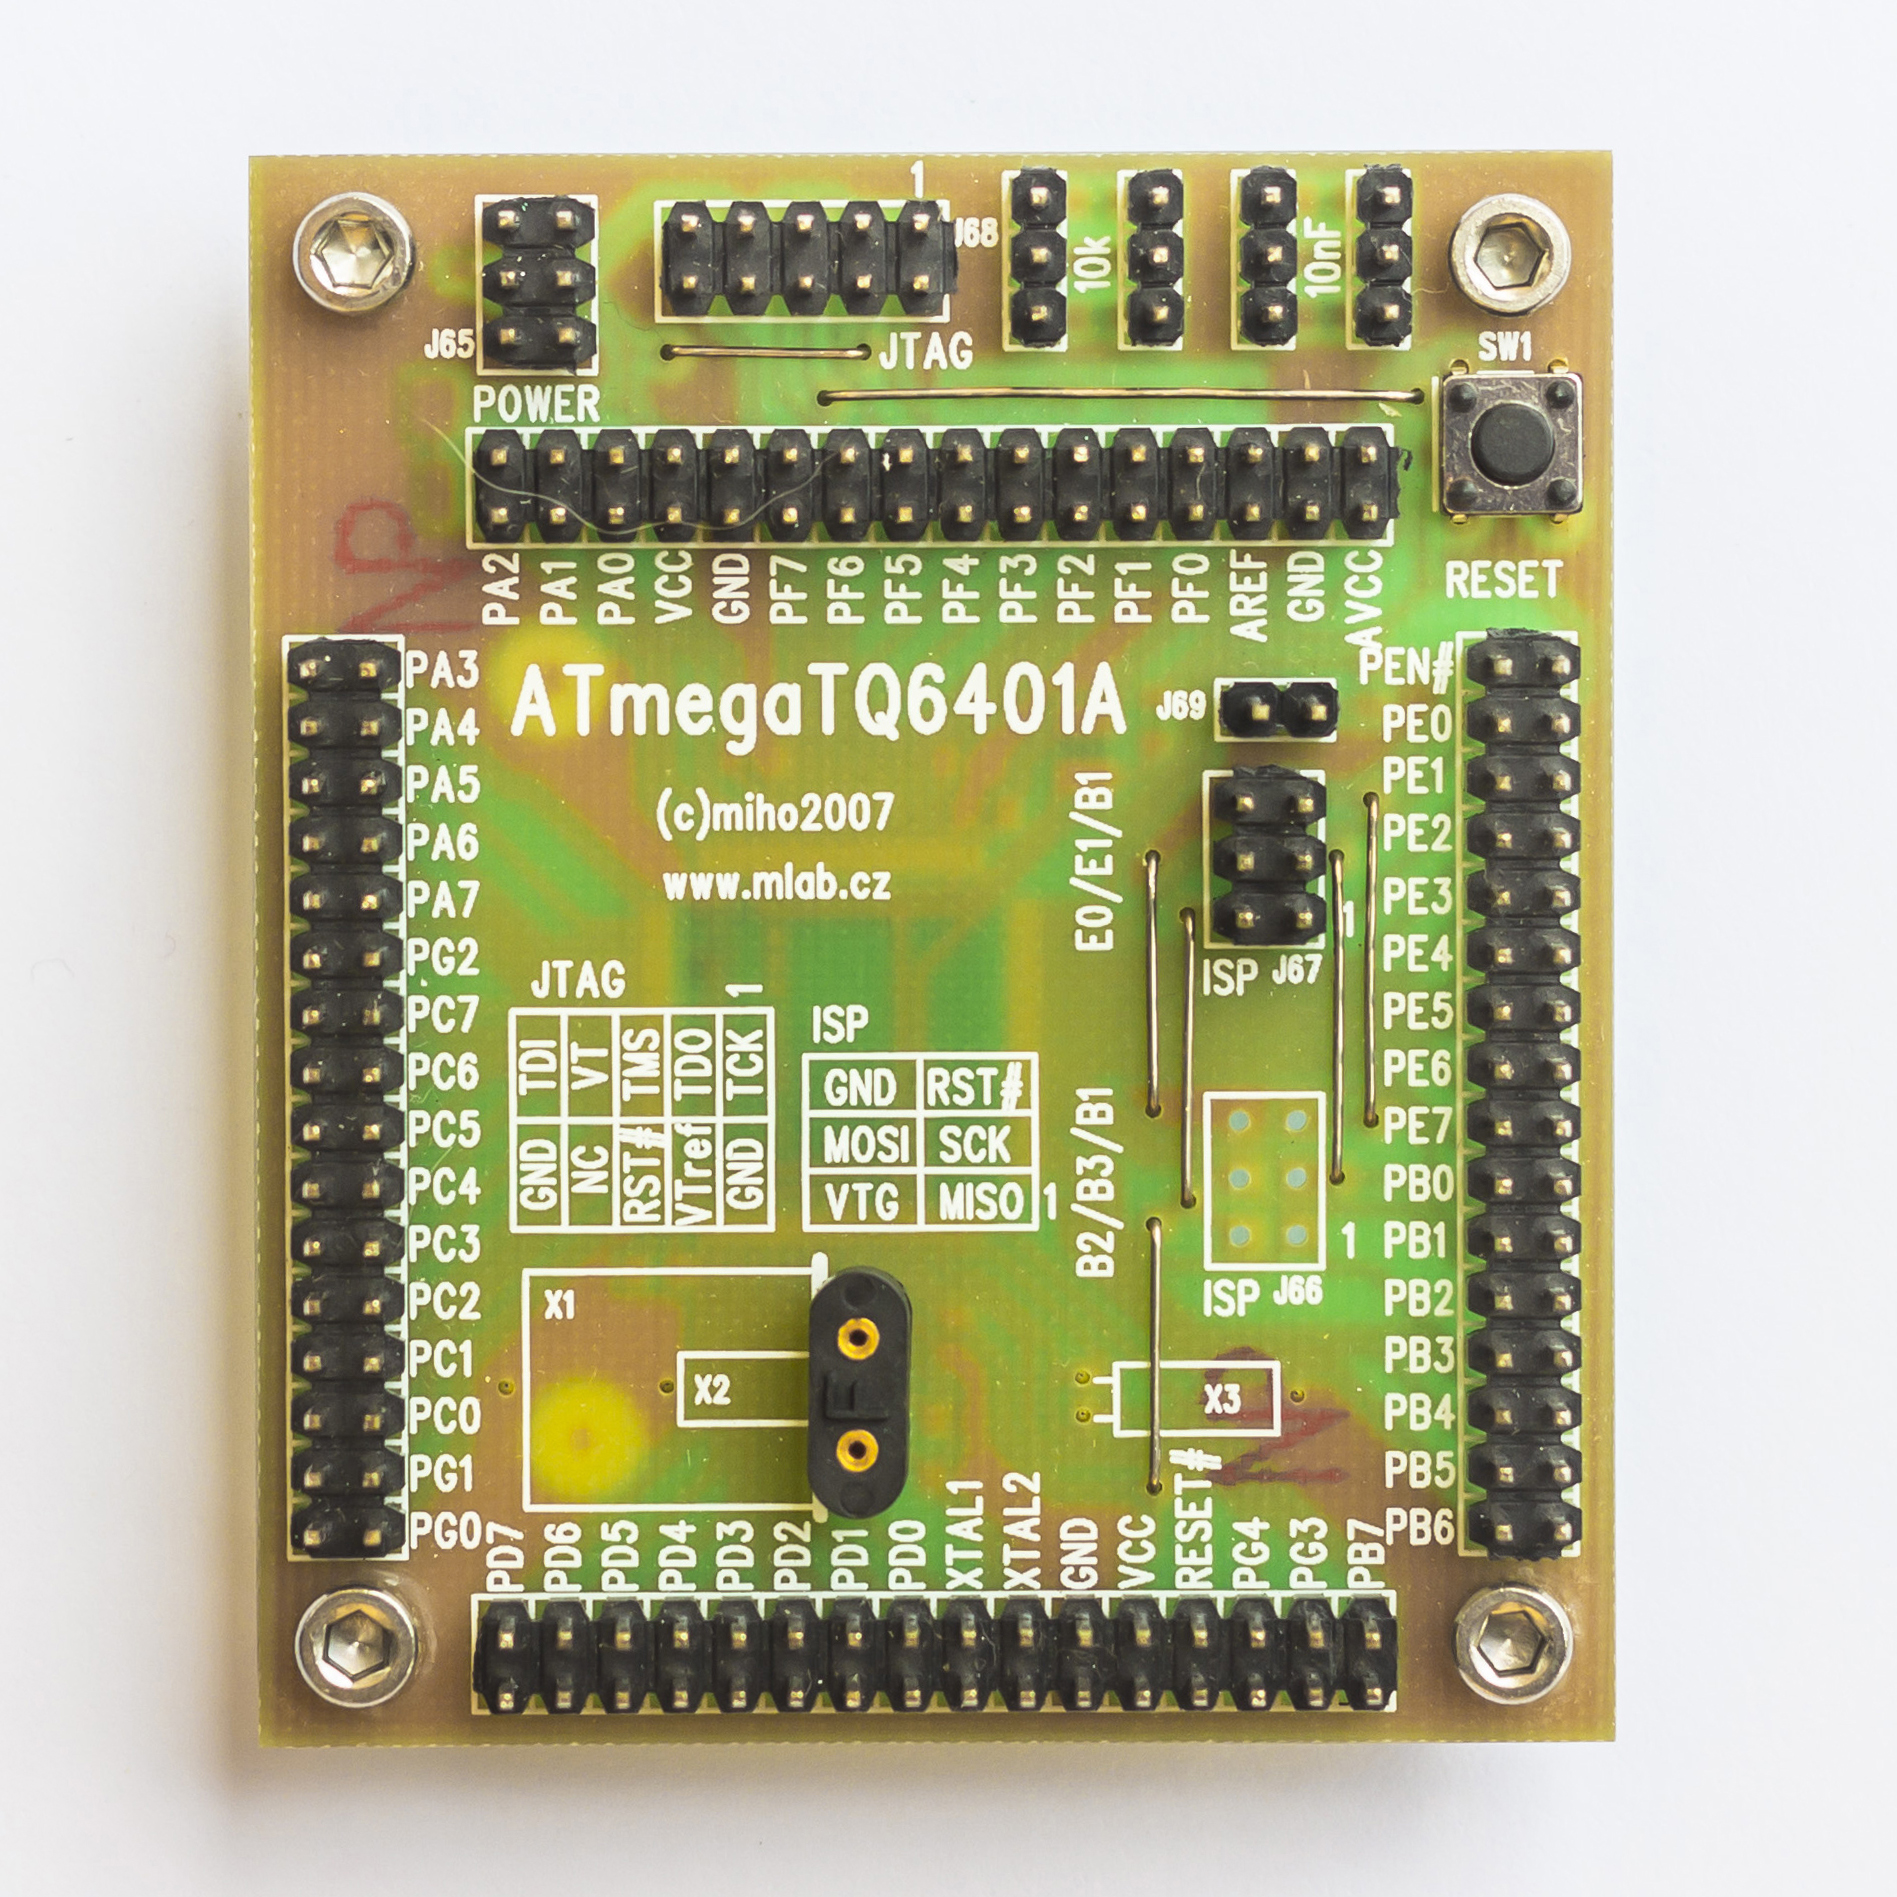 1
J68
10k
10nF
J65
JTAG
SW1
POWER
PA2 PA1 PA0 VCC GND PF7 PF6 PF5 PF4 PF3 PF2 PF1 PF0 AREF GND AVCC
RESET
PA3
PA4
PA5
PA6
PA7
PG2
PC7
PC6
PC5
PC4
PC3
PC2
PC1
PC0
PG1
PG0
ATmegaTQ6401A
(c)miho2007
www.mlab.cz
J69
E0/E1/B1
1
ISP J67
PEN#
PE0
PE1
PE2
PE3
PE4
PE5
PE6
PE7
PB0
PB1
PB2
PB3
PB4
PB5
PB6
JTAG
1
TDI VT TMS TDO TCK
GND NC RST# VTref GND
ISP
GND RST#
MOSI SCK
VTG MISO 1
B2/B3/B1
1
ISP J66
X1
X2
X3
PD7 PD6 PD5 PD4 PD3 PD2 PD1 PD0 XTAL1 XTAL2 GND VCC RESET# PG4 PG3 PB7